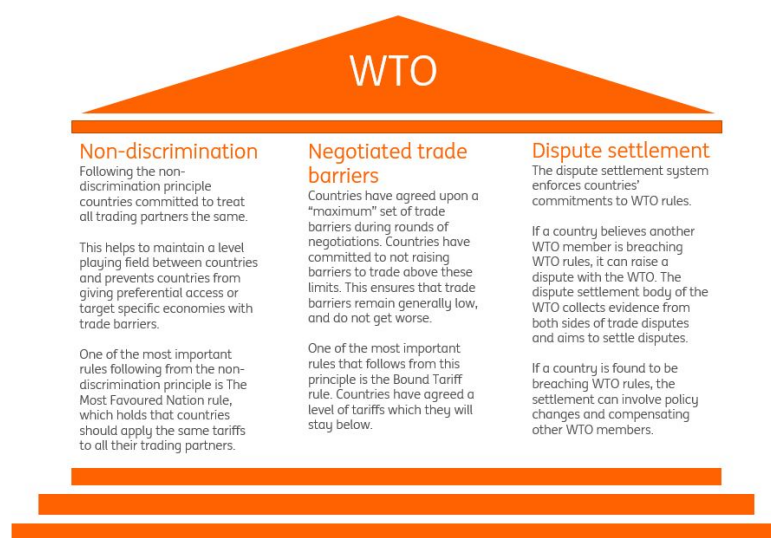 WTO
Non-discrimination
Following the non-
discrimination principle
countries committed to treat
all trading partners the same.
This helps to maintain a level
playing field between countries
and prevents countries from
giving preferential access or
target specific economies with
trade barriers.
One of the most important
rules following from the non-
discrimination principle is The
Most Favoured Nation rule,
which holds that countries
should apply the same tariffs
to all their trading partners.
Negotiated trade
barriers
Countries have agreed upon a
“maximum” set of trade
barriers during rounds of
negotiations. Countries have
committed to not raising
barriers to trade above these
limits. This ensures that trade
barriers remain generally low,
and do not get worse.
One of the most important
rules that follows from this
principle is the Bound Tariff
rule. Countries have agreed a
level of tariffs which they will
stay below.
Dispute settlement
The dispute settlement system
enforces countries’
commitments to WTO rules.
If a country believes another
WTO member is breaching
WTO rules, it can raise a
dispute with the WTO. The
dispute settlement body of the
WTO collects evidence from
both sides of trade disputes
and aims to settle disputes.
If a country is found to be
breaching WTO rules, the
settlement can involve policy
changes and compensating
other WTO members.